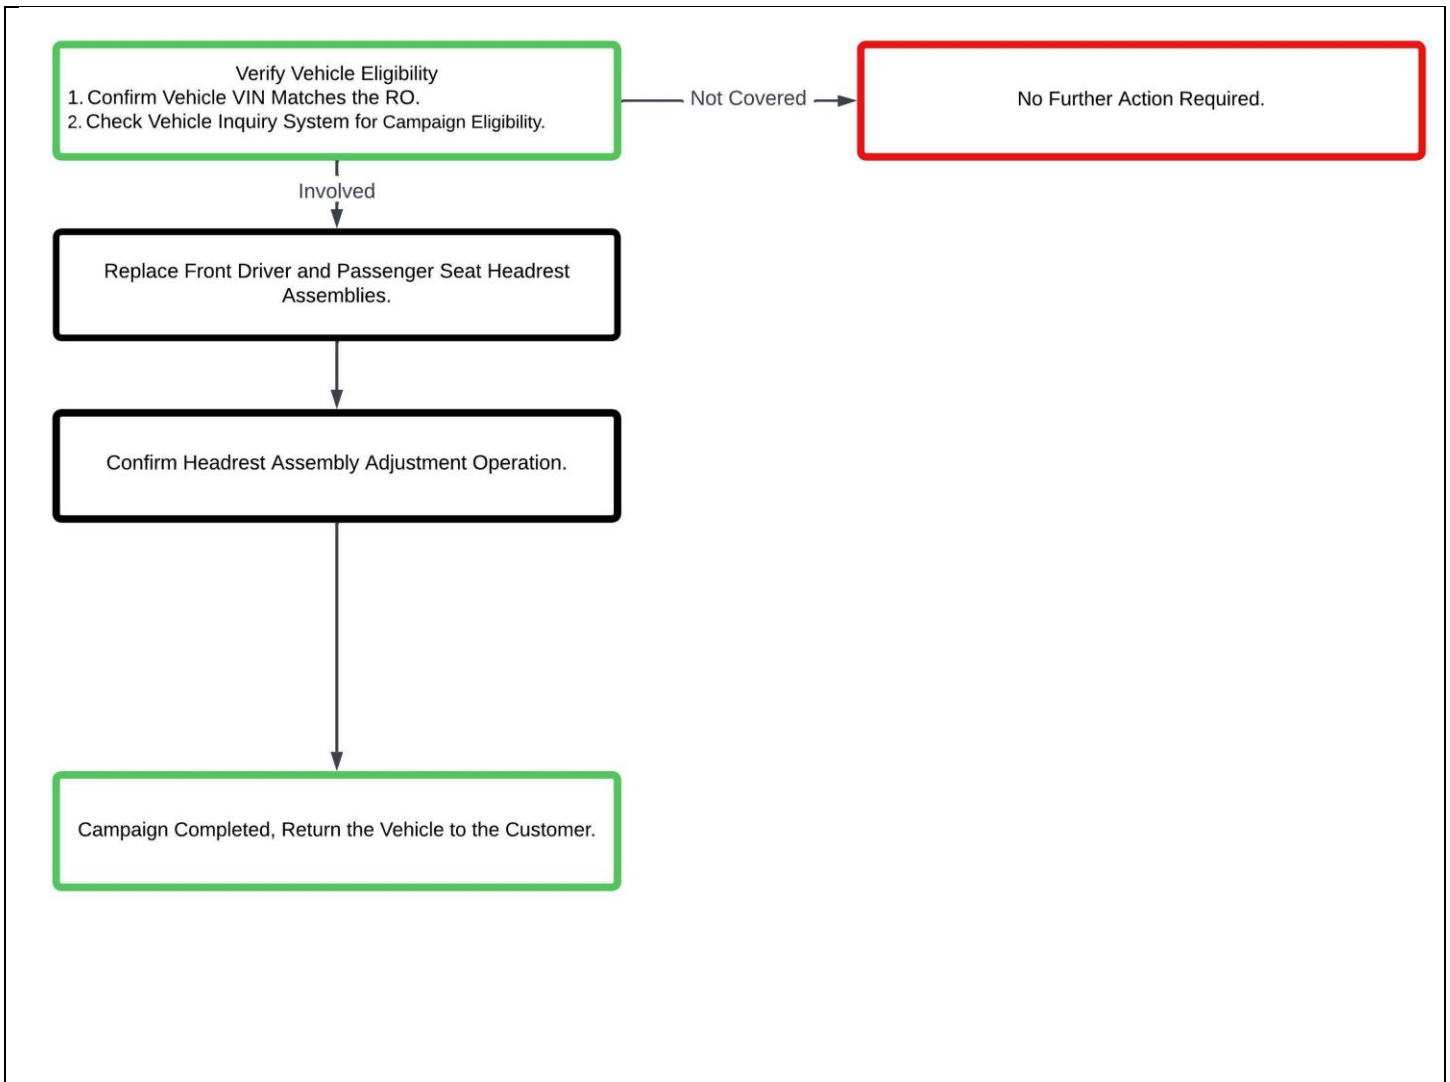 Verify Vehicle Eligibility
1. Confirm Vehicle VIN Matches the RO.
2. Check Vehicle Inquiry System for Campaign Eligibility.
Not Covered
No Further Action Required.
Involved
Replace Front Driver and Passenger Seat Headrest
Assemblies.
Confirm Headrest Assembly Adjustment Operation.
Campaign Completed, Return the Vehicle to the Customer.